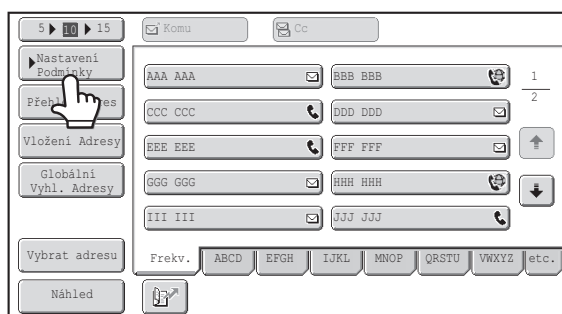 5 10 15
Komu
Cc
Nastavení
Podmínky
Vložení Adresy
Globální
Vyhl. Adresy
Vybrat adresu
Náhled
AAA AAA
BBB BBB
CCC CCC
DDD DDD
EEE EEE
FFF FFF
GGG GGG
HHH HHH
III III
JJJ JJJ
1
2
Frekv. ABCD EFGH IJKL MNOP QRSTU VWXYZ etc.